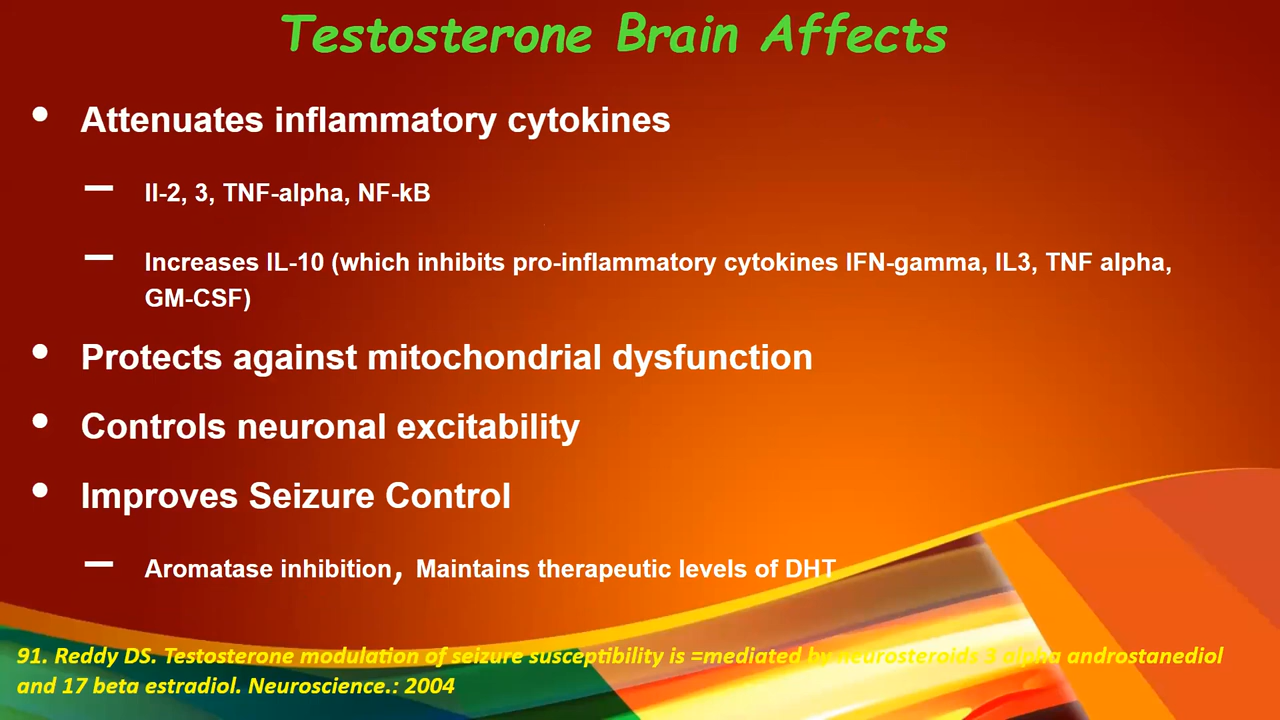 Testosterone Brain Affects
• Attenuates inflammatory cytokines
– Il-2, 3, TNF-alpha, NF-kB
– Increases IL-10 (which inhibits pro-inflammatory cytokines IFN-gamma, IL3, TNF alpha,
GM-CSF)
• Protects against mitochondrial dysfunction
• Controls neuronal excitability
• Improves Seizure Control
– Aromatase inhibition, Maintains therapeutic levels of DHT
91. Reddy DS. Testosterone modulation of seizure susceptibility is =mediated by neurosteroids 3 alpha androstanediol
and 17 beta estradiol. Neuroscience.: 2004